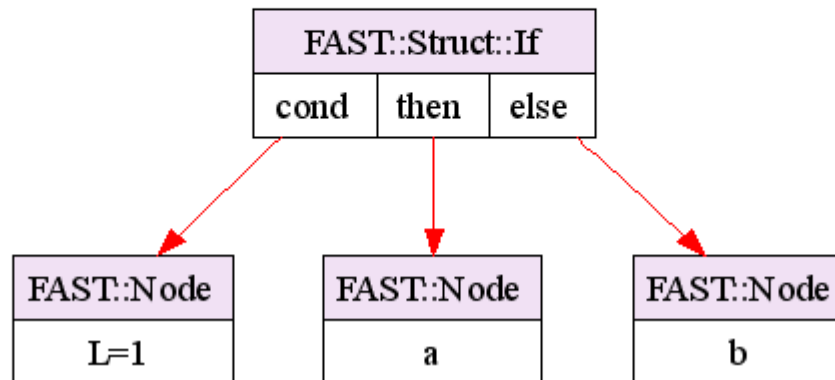 FAST::Struct::If
cond then else
FAST::Node FAST::Node FAST::Node
L=1 a b